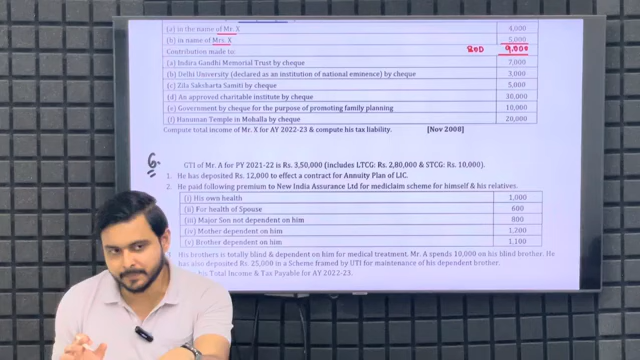 (a) in the name of Mr. X 4,000
(b) in name of Mrs. X 5,000
Contribution made to: 800 9,000
(a) Indira Gandhi Memorial Trust by cheque 7,000
(b) Delhi University (declared as an institution of national eminence) by cheque 3,000
(c) Zila Saksharta Samiti by cheque 5,000
(d) An approved charitable institute by cheque 30,000
(e) Government by cheque for the purpose of promoting family planning 10,000
(f) Hanuman Temple in Mohalla by cheque 20,000
Compute total income of Mr. X for AY 2022-23 & compute his tax liability. [Nov 2008]
6.
GTI of Mr. A for PY 2021-22 is Rs. 3,50,000 (includes LTCG: Rs. 2,80,000 & STCG: Rs. 10,000).
1. He has deposited Rs. 12,000 to effect a contract for Annuity Plan of LIC.
2. He paid following premium to New India Assurance Ltd for mediclaim scheme for himself & his relatives.
(i) His own health 1,000
(ii) For health of Spouse 600
(iii) Major Son not dependent on him 800
(iv) Mother dependent on him 1,200
(v) Brother dependent on him 1,100
His brothers is totally blind & dependent on him for medical treatment. Mr. A spends 10,000 on his blind brother. He
has also deposited Rs. 25,000 in a Scheme framed by UTI for maintenance of his dependent brother.
his Total Income & Tax Payable for AY 2022-23.